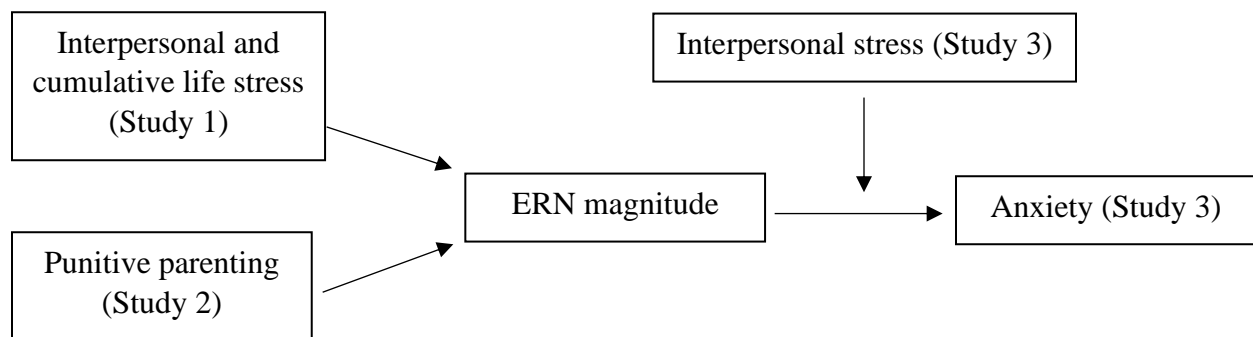 Interpersonal and
cumulative life stress
(Study 1)
Interpersonal stress (Study 3)
ERN magnitude
Anxiety (Study 3)
Punitive parenting
(Study 2)